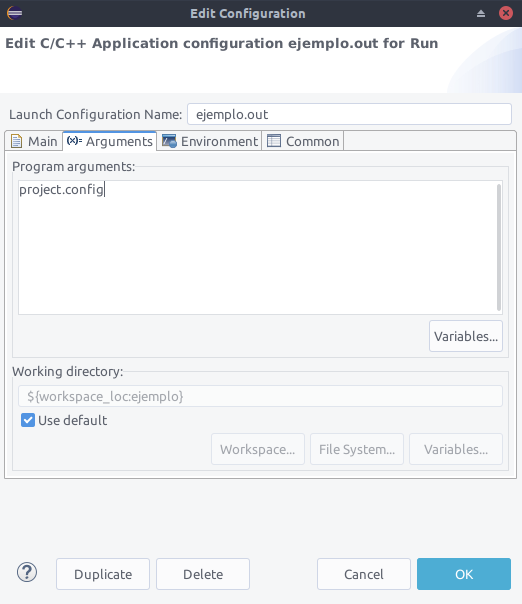 Edit Configuration
Edit C/C++ Application configuration ejemplo.out for Run
Launch Configuration Name: ejemplo.out
Main (x)= Arguments Environment Common
Program arguments:
project.config
Variables...
Working directory:
${workspace_loc:ejemplo}
Use default
Workspace... File System... Variables...
? Duplicate Delete Cancel OK